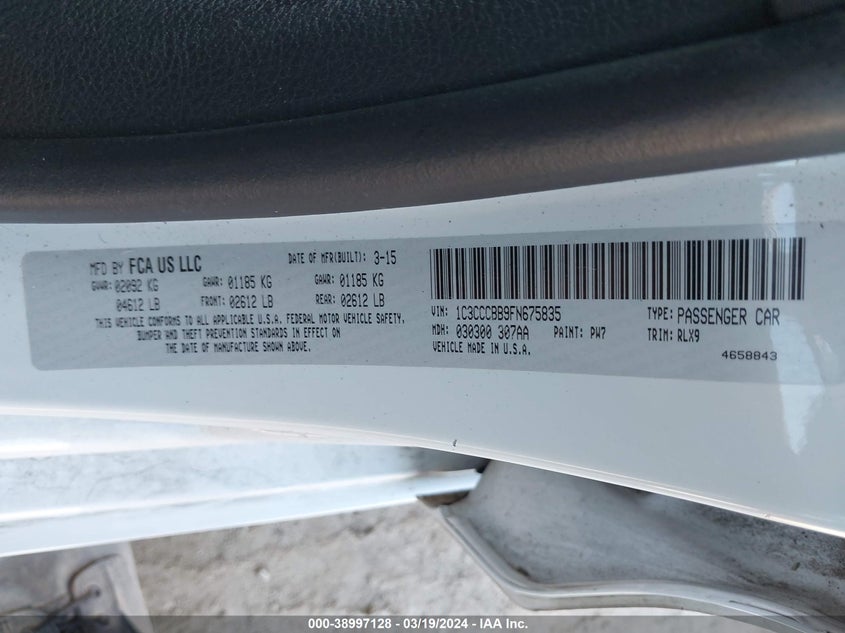 MFD BY FCA US LLC
DATE OF MFR(BUILT): 3-15
GVWR: 02092 KG
04612 LB
GAWR: 01185 KG
FRONT: 02612 LB
GAWR: 01185 KG
REAR: 02612 LB
THIS VEHICLE CONFORMS TO ALL APPLICABLE U.S.A. FEDERAL MOTOR VEHICLE SAFETY,
BUMPER AND THEFT PREVENTION STANDARDS IN EFFECT ON
THE DATE OF MANUFACTURE SHOWN ABOVE.
VIN: 1C3CCCBB9FN675835
TYPE: PASSENGER CAR
MDH: 030300 307AA
PAINT: PW7
TRIM: RLX9
VEHICLE MADE IN U.S.A.
4658843
000-38997128 - 03/19/2024 - IAA Inc.